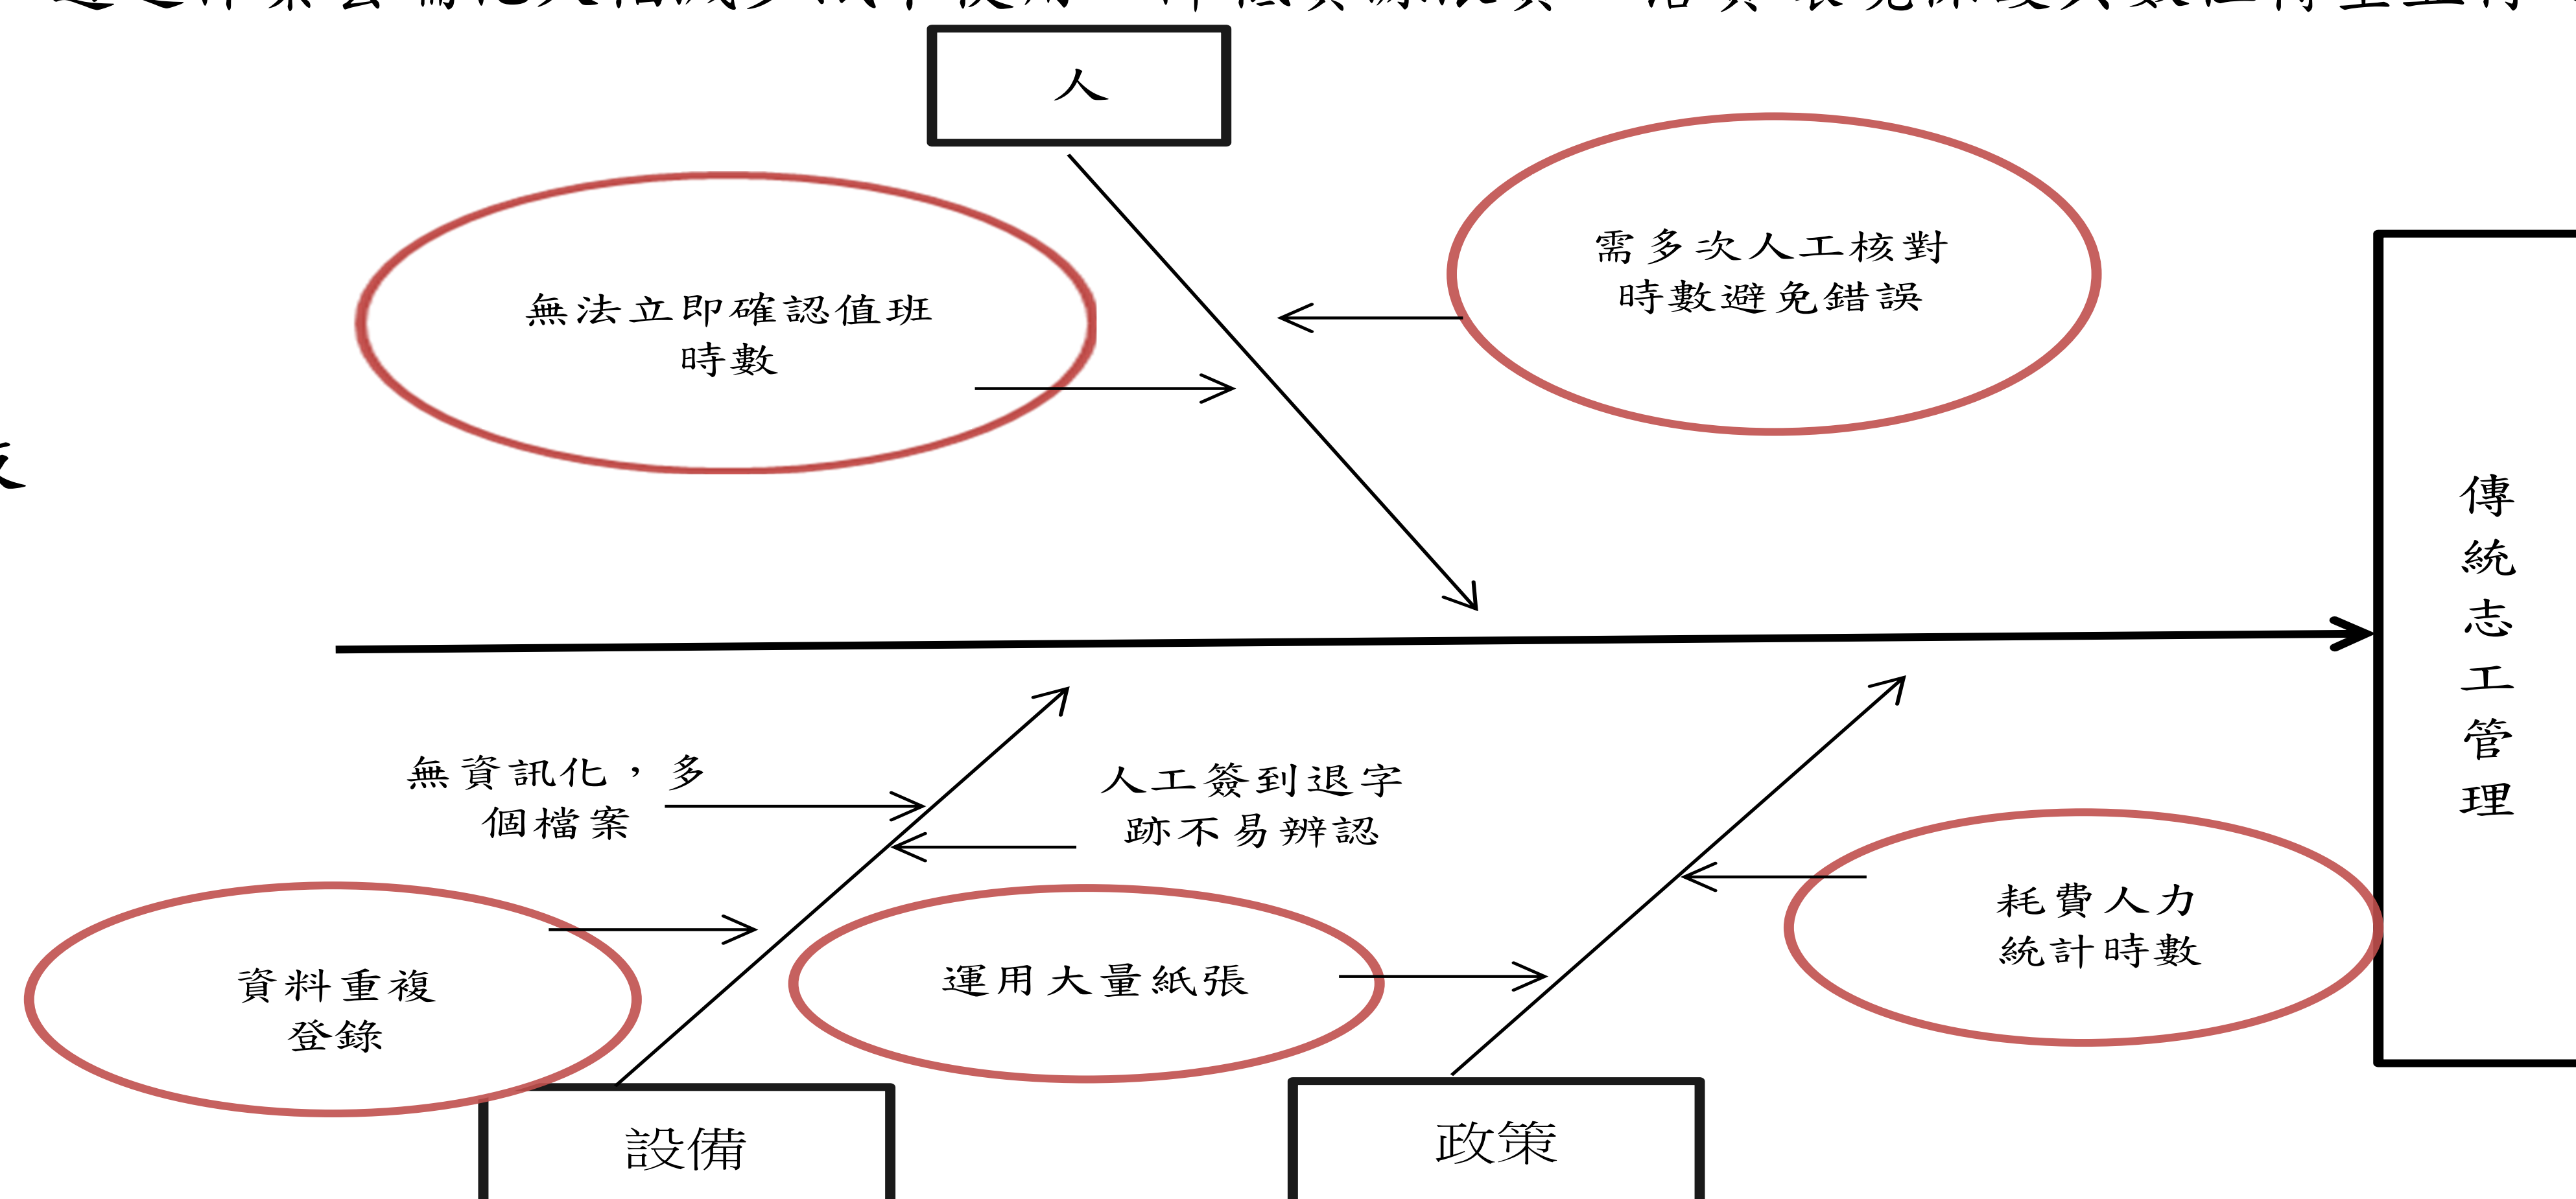 人
需多次人工核對
時數避免錯誤
無法立即確認值班
時數
傳
統
志
工
管
理
無資訊化，多
個檔案
人工簽到退字
跡不易辨認
資料重複
登錄
運用大量紙張
耗費人力
統計時數
設備
政策